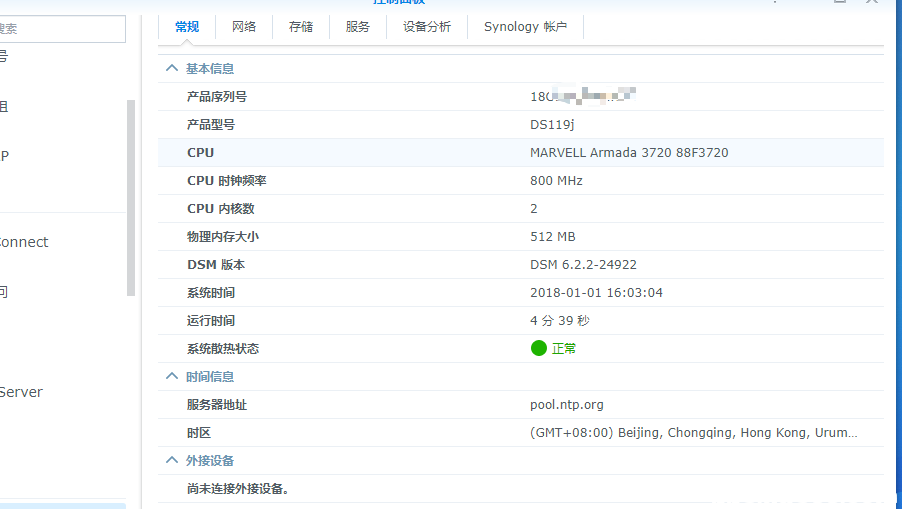 控制面板
搜索
号
组
P
Connect
问
Server
常规 网络 存储 服务 设备分析 Synology 帐户
基本信息
产品序列号 18
产品型号 DS119j
CPU MARVELL Armada 3720 88F3720
CPU 时钟频率 800 MHz
CPU 内核数 2
物理内存大小 512 MB
DSM 版本 DSM 6.2.2-24922
系统时间 2018-01-01 16:03:04
运行时间 4 分 39 秒
系统散热状态 正常
时间信息
服务器地址 pool.ntp.org
时区 (GMT+08:00) Beijing, Chongqing, Hong Kong, Urum...
外接设备
尚未连接外接设备。